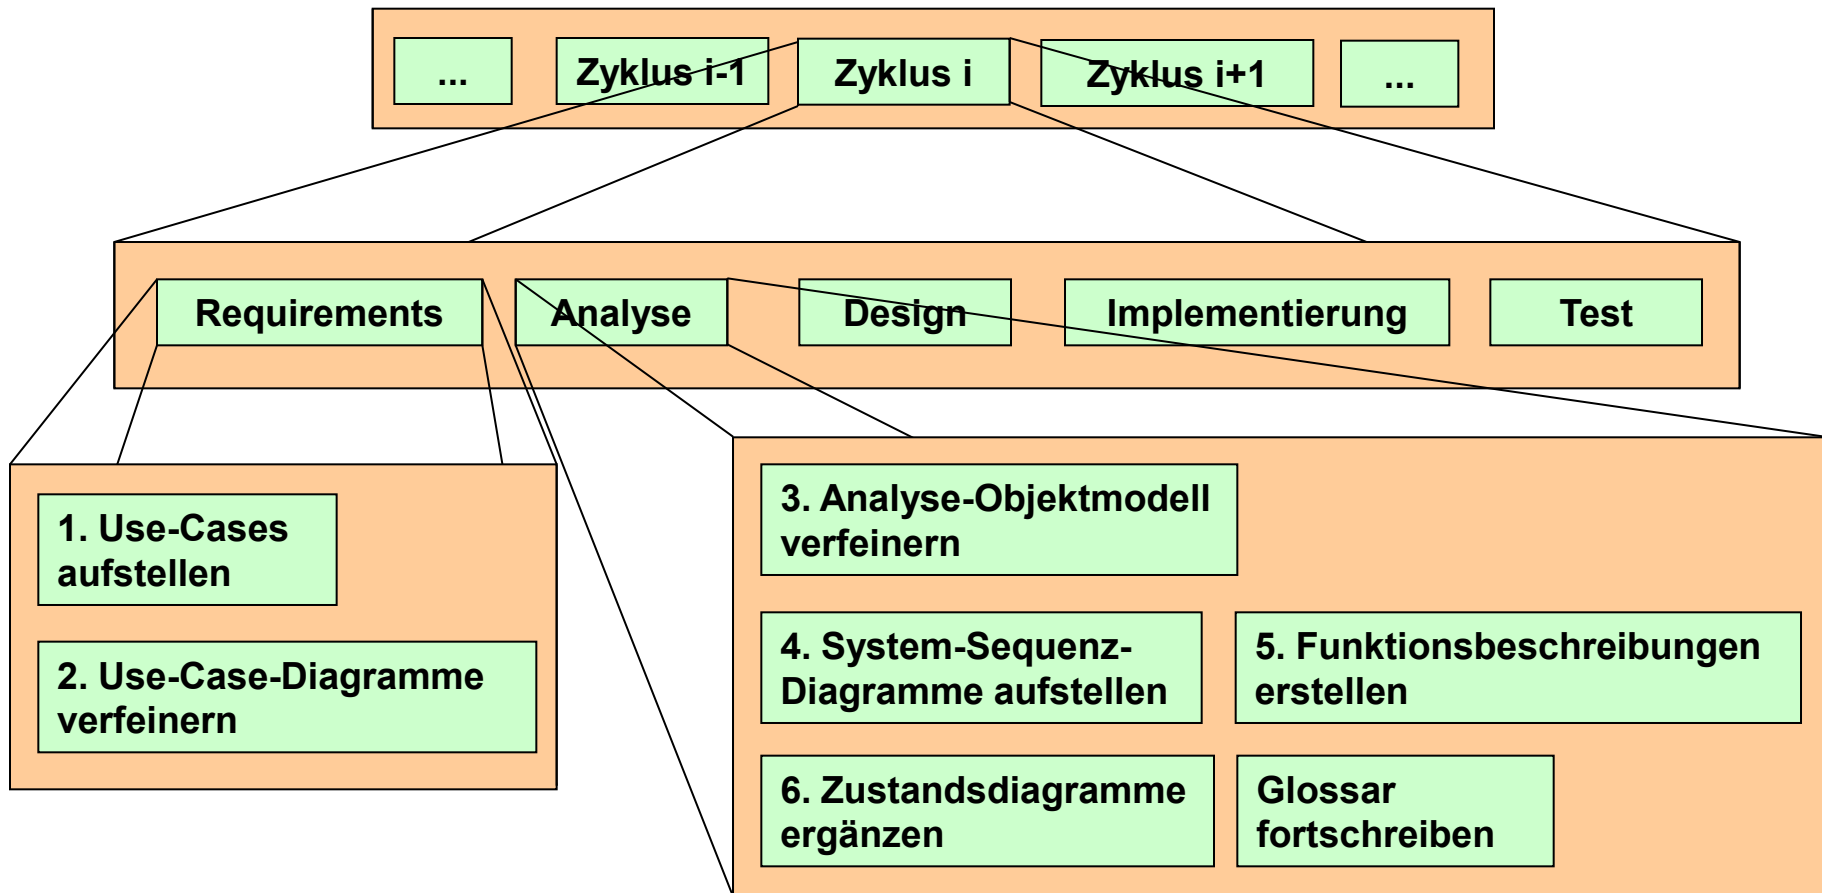 ...
Zyklus i-1
Zyklus i
Zyklus i+1
...
Requirements
Analyse
Design
Implementierung
Test
1. Use-Cases
aufstellen
2. Use-Case-Diagramme
verfeinern
3. Analyse-Objektmodell
verfeinern
4. System-Sequenz-
Diagramme aufstellen
5. Funktionsbeschreibungen
erstellen
6. Zustandsdiagramme
ergänzen
Glossar
fortschreiben